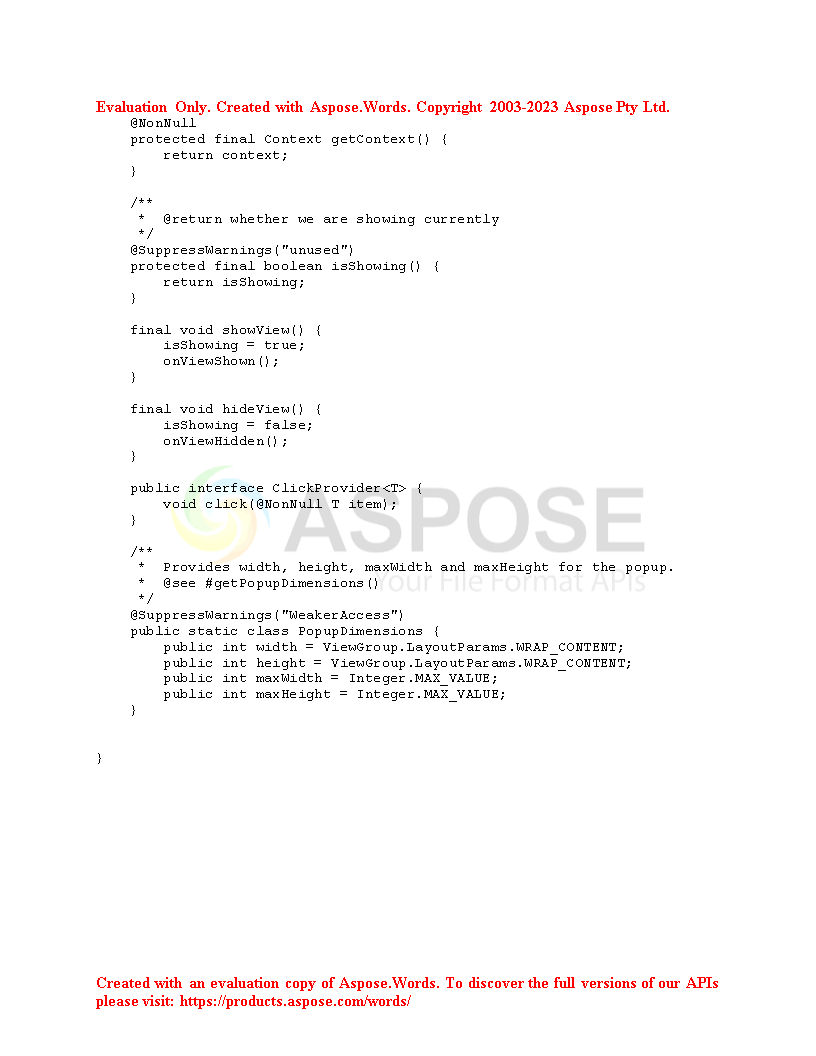 Evaluation Only. Created with Aspose.Words. Copyright 2003-2023 Aspose Pty Ltd.
    @NonNull
    protected final Context getContext() {
        return context;
    }

    /**
     *  @return whether we are showing currently
     */
    @SuppressWarnings("unused")
    protected final boolean isShowing() {
        return isShowing;
    }

    final void showView() {
        isShowing = true;
        onViewShown();
    }

    final void hideView() {
        isShowing = false;
        onViewHidden();
    }

    public interface ClickProvider<T> {
        void click(@NonNull T item);
    }
ASPOSE

    /**
     *  Provides width, height, maxWidth and maxHeight for the popup.
     *  @see #getPopupDimensions()
Your File Format APIs
     */
    @SuppressWarnings("WeakerAccess")
    public static class PopupDimensions {
        public int width = ViewGroup.LayoutParams.WRAP_CONTENT;
        public int height = ViewGroup.LayoutParams.WRAP_CONTENT;
        public int maxWidth = Integer.MAX_VALUE;
        public int maxHeight = Integer.MAX_VALUE;
    }


}
Created with an evaluation copy of Aspose.Words. To discover the full versions of our APIs
please visit: https://products.aspose.com/words/